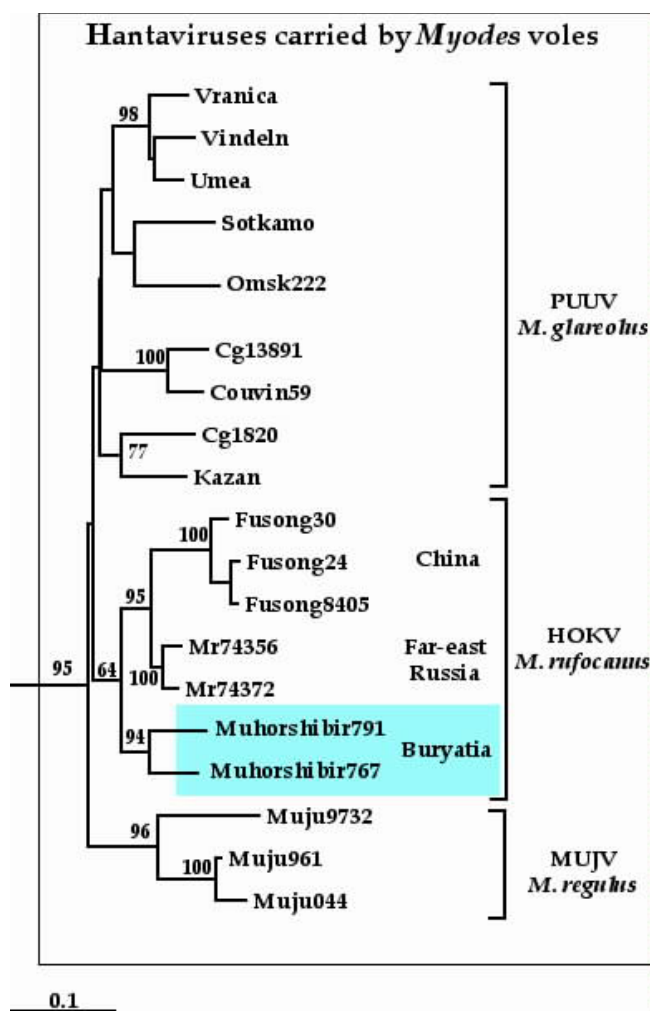 Hantaviruses carried by Myodes voles
Vranica
98
Vindeln
Umea
Sotkamo
Omsk222
PUUV
M. glareolus
Cg13891
100
Couvin59
Cg1820
77
Kazan
Fusong30
100
Fusong24
China
Fusong8405
95
HOKV
M. rufocanus
Mr74356
Far-east
Russia
95
64
100
Mr74372
Muhorshibir791
94
Buryatia
Muhorshibir767
Muju9732
96
Muju961
100
MUJV
M. regulus
Muju044
0.1